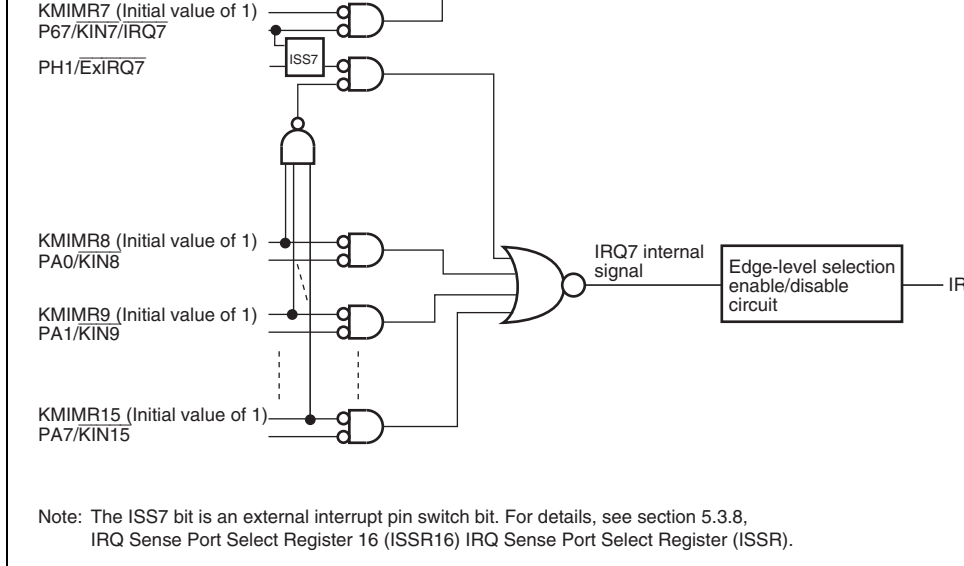 KMIMR7 (Initial value of 1)
P67/KIN7/IRQ7
ISS7
PH1/ExIRQ7
KMIMR8 (Initial value of 1)
PA0/KIN8
IRQ7 internal
signal
Edge-level selection
enable/disable
circuit
IR
KMIMR9 (Initial value of 1)
PA1/KIN9
KMIMR15 (Initial value of 1)
PA7/KIN15
Note: The ISS7 bit is an external interrupt pin switch bit. For details, see section 5.3.8,
IRQ Sense Port Select Register 16 (ISSR16) IRQ Sense Port Select Register (ISSR).